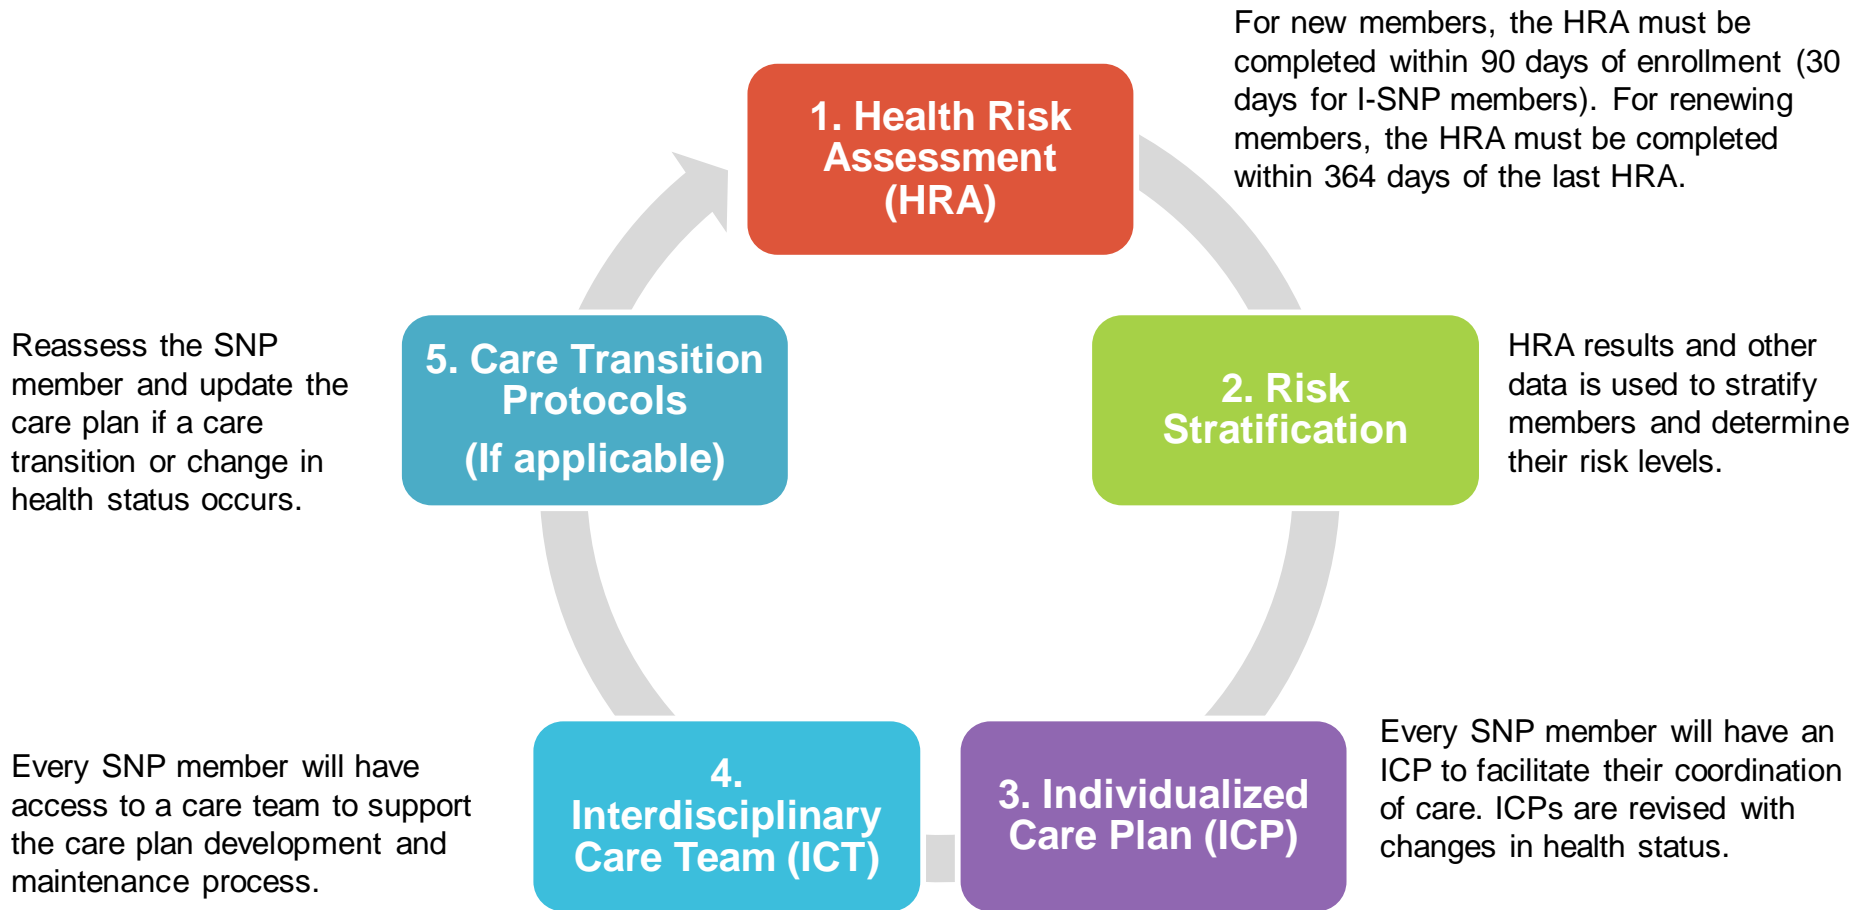 1. Health Risk
Assessment
(HRA)
For new members, the HRA must be
completed within 90 days of enrollment (30
days for I-SNP members). For renewing
members, the HRA must be completed
within 364 days of the last HRA.
2. Risk
Stratification
HRA results and other
data is used to stratify
members and determine
their risk levels.
3. Individualized
Care Plan (ICP)
Every SNP member will have an
ICP to facilitate their coordination
of care. ICPs are revised with
changes in health status.
4.
Interdisciplinary
Care Team (ICT)
Every SNP member will have
access to a care team to support
the care plan development and
maintenance process.
5. Care Transition
Protocols
(If applicable)
Reassess the SNP
member and update the
care plan if a care
transition or change in
health status occurs.